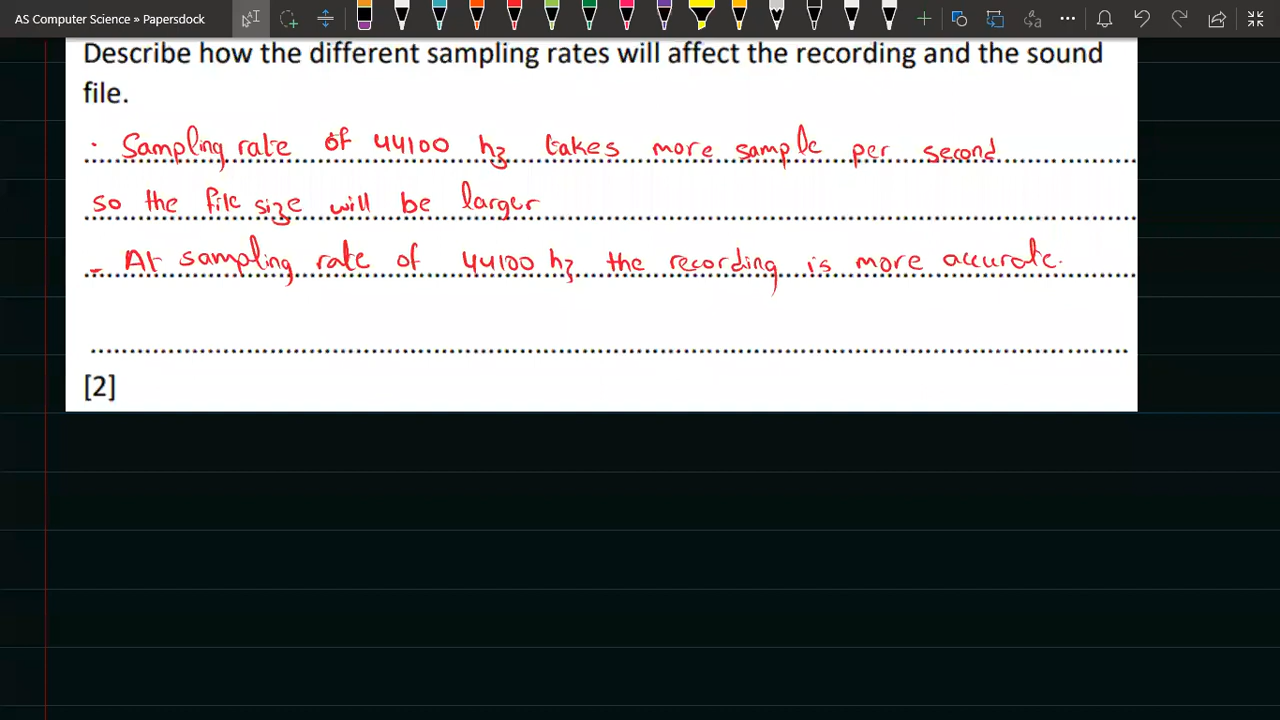 AS Computer Science » Papersdock
Describe how the different sampling rates will affect the recording and the sound
file.
· Sampling rate of 44100 hz takes more sample per second
so the file size will be larger
- At sampling rate of 44100 hz the recording is more accurate.
[2]